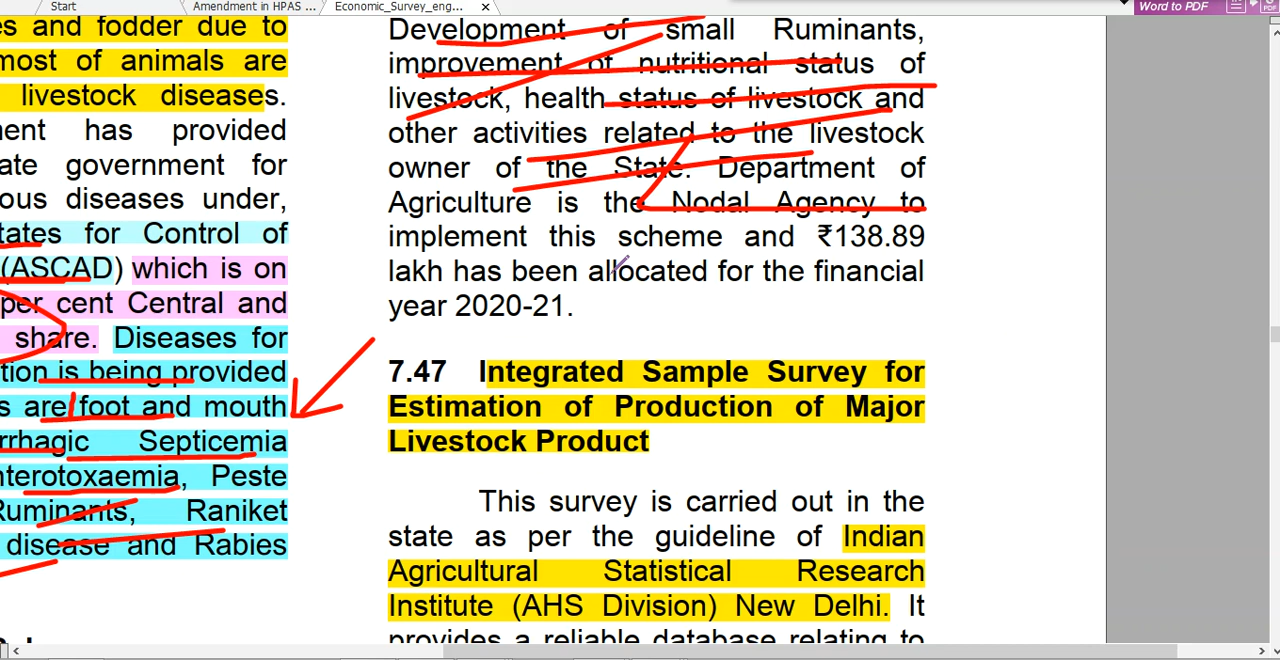 Start
Amendment in HPAS ...
Economic_Survey_eng...
Word to PDF
PDF
es and fodder due to
most of animals are
livestock diseases.
ment has provided
ate government for
ous diseases under,
tates for Control of
(ASCAD) which is on
per cent Central and
share. Diseases for
tion is being provided
s are foot and mouth
rrhagic Septicemia
nterotoxaemia, Peste
Ruminants, Raniket
disease and Rabies
Development of small Ruminants,
improvement of nutritional status of
livestock, health status of livestock and
other activities related to the livestock
owner of the State. Department of
Agriculture is the Nodal Agency to
implement this scheme and ₹138.89
lakh has been allocated for the financial
year 2020-21.
7.47 Integrated Sample Survey for
Estimation of Production of Major
Livestock Product
This survey is carried out in the
state as per the guideline of Indian
Agricultural Statistical Research
Institute (AHS Division) New Delhi. It
provides a reliable database relating to